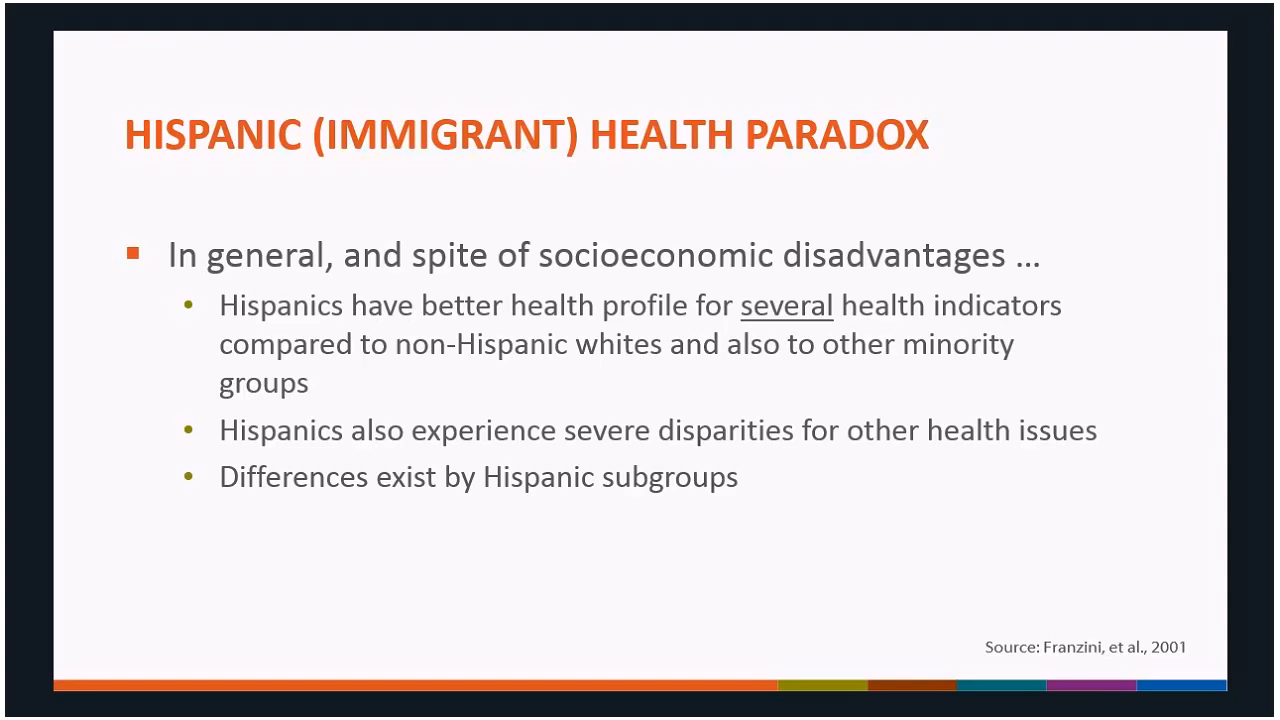 HISPANIC (IMMIGRANT) HEALTH PARADOX
In general, and spite of socioeconomic disadvantages ...
Hispanics have better health profile for several health indicators
compared to non-Hispanic whites and also to other minority
groups
Hispanics also experience severe disparities for other health issues
Differences exist by Hispanic subgroups
Source: Franzini, et al., 2001